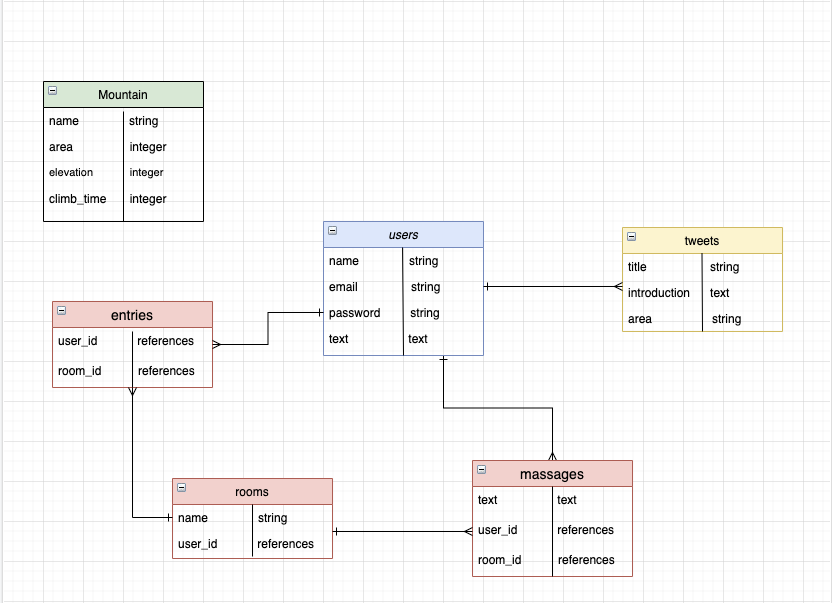 Mountain
name string
area integer
elevation integer
climb_time integer
users
name string
email string
password string
text text
tweets
title string
introduction text
area string
entries
user_id references
room_id references
rooms
name string
user_id references
massages
text text
user_id references
room_id references